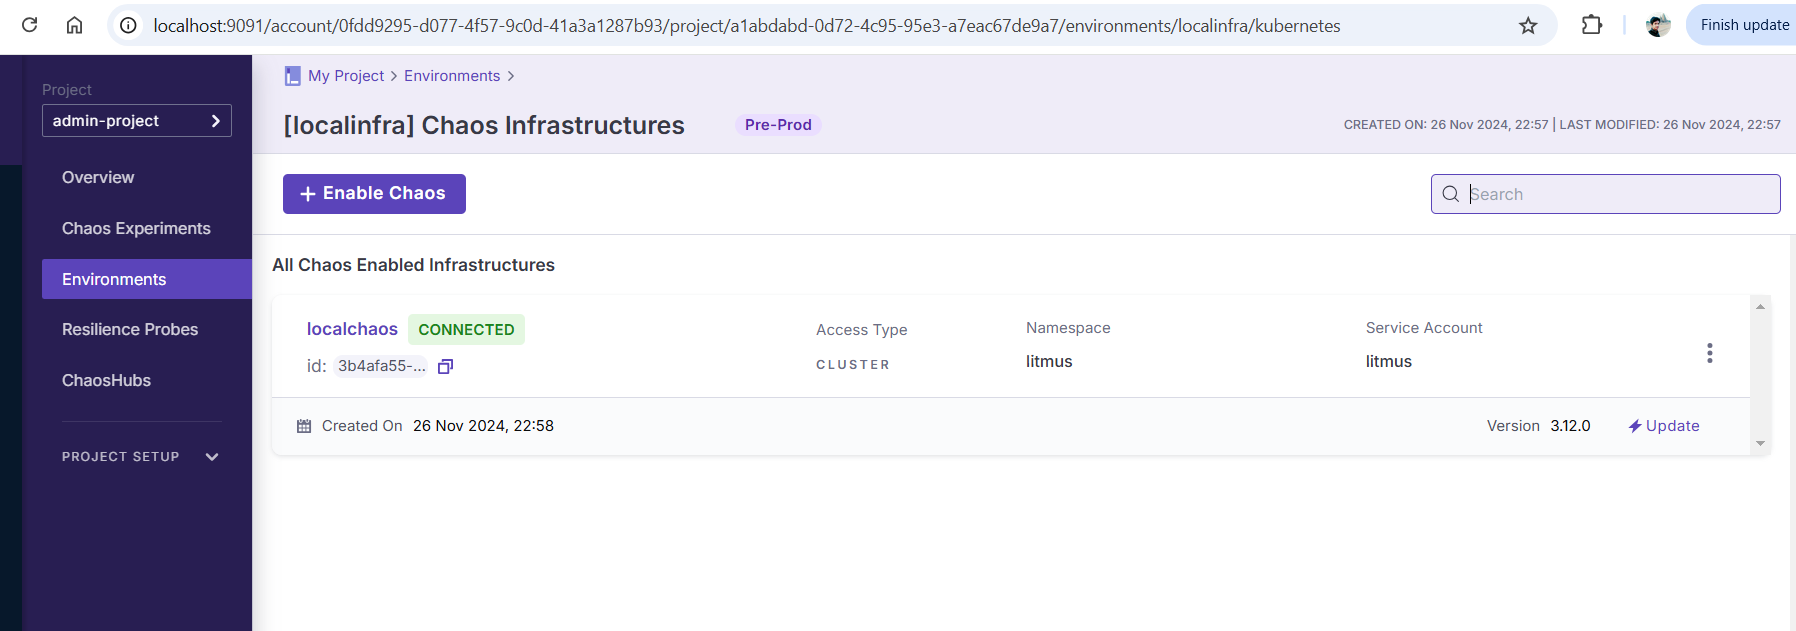 localhost:9091/account/0fdd9295-d077-4f57-9c0d-41a3a1287b93/project/a1abdabd-0d72-4c95-95e3-a7eac67de9a7/environments/localinfra/kubernetes
Finish update
Project
admin-project
Overview
Chaos Experiments
Environments
Resilience Probes
ChaosHubs
PROJECT SETUP
My Project > Environments >
[localinfra] Chaos Infrastructures
Pre-Prod
CREATED ON: 26 Nov 2024, 22:57 | LAST MODIFIED: 26 Nov 2024, 22:57
+ Enable Chaos
Search
All Chaos Enabled Infrastructures
localchaos CONNECTED
id: 3b4afa55-...
Access Type
CLUSTER
Namespace
litmus
Service Account
litmus
Created On 26 Nov 2024, 22:58
Version 3.12.0
Update